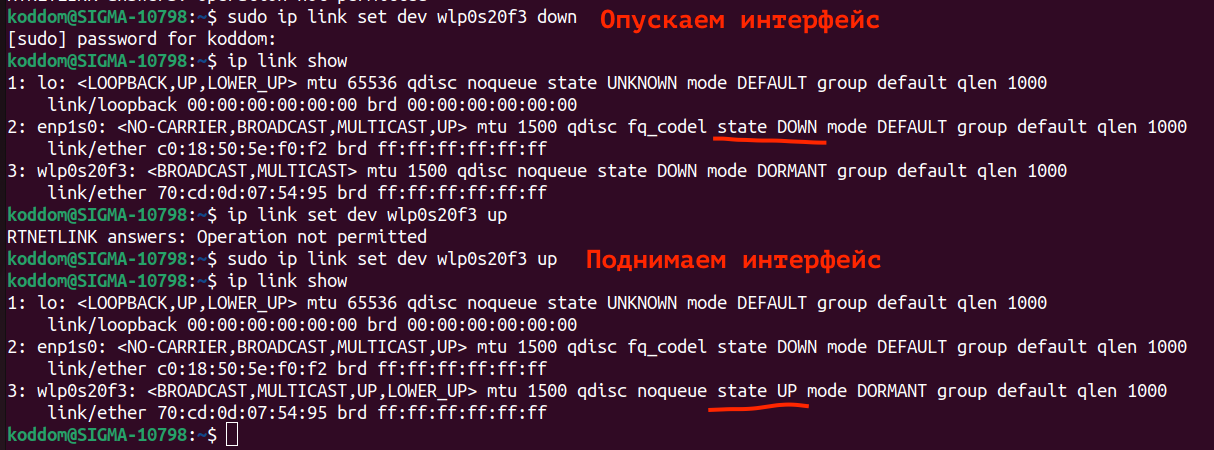 koddom@SIGMA-10798:~$ sudo ip link set dev wlp0s20f3 down Опускаем интерфейс
[sudo] password for koddom:
koddom@SIGMA-10798:~$ ip link show
1: lo: <LOOPBACK,UP,LOWER_UP> mtu 65536 qdisc noqueue state UNKNOWN mode DEFAULT group default qlen 1000
    link/loopback 00:00:00:00:00:00 brd 00:00:00:00:00:00
2: enp1s0: <NO-CARRIER,BROADCAST,MULTICAST,UP> mtu 1500 qdisc fq_codel state DOWN mode DEFAULT group default qlen 1000
    link/ether c0:18:50:5e:f0:f2 brd ff:ff:ff:ff:ff:ff
3: wlp0s20f3: <BROADCAST,MULTICAST> mtu 1500 qdisc noqueue state DOWN mode DORMANT group default qlen 1000
    link/ether 70:cd:0d:07:54:95 brd ff:ff:ff:ff:ff:ff
koddom@SIGMA-10798:~$ ip link set dev wlp0s20f3 up
RTNETLINK answers: Operation not permitted
koddom@SIGMA-10798:~$ sudo ip link set dev wlp0s20f3 up Поднимаем интерфейс
koddom@SIGMA-10798:~$ ip link show
1: lo: <LOOPBACK,UP,LOWER_UP> mtu 65536 qdisc noqueue state UNKNOWN mode DEFAULT group default qlen 1000
    link/loopback 00:00:00:00:00:00 brd 00:00:00:00:00:00
2: enp1s0: <NO-CARRIER,BROADCAST,MULTICAST,UP> mtu 1500 qdisc fq_codel state DOWN mode DEFAULT group default qlen 1000
    link/ether c0:18:50:5e:f0:f2 brd ff:ff:ff:ff:ff:ff
3: wlp0s20f3: <BROADCAST,MULTICAST,UP,LOWER_UP> mtu 1500 qdisc noqueue state UP mode DORMANT group default qlen 1000
    link/ether 70:cd:0d:07:54:95 brd ff:ff:ff:ff:ff:ff
koddom@SIGMA-10798:~$